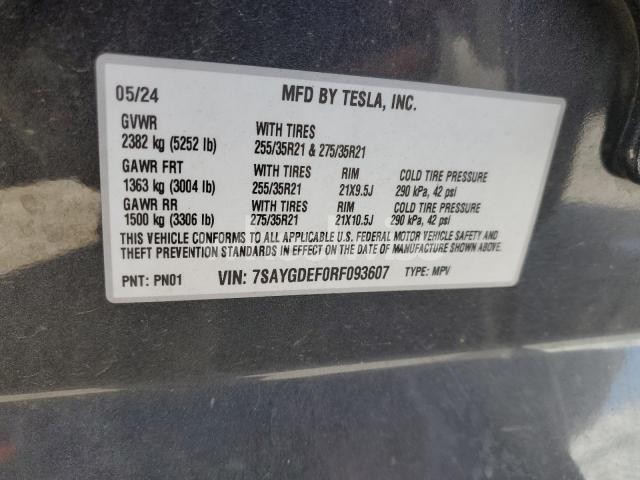 05/24 MFD BY TESLA, INC.
GVWR WITH TIRES
2382 kg (5252 lb) 255/35R21 & 275/35R21
GAWR FRT WITH TIRES RIM COLD TIRE PRESSURE
1363 kg (3004 lb) 255/35R21 21X9.5J 290 kPa, 42 psi
GAWR RR WITH TIRES RIM COLD TIRE PRESSURE
1500 kg (3306 lb) 275/35R21 21X10.5J 290 kPa, 42 psi
THIS VEHICLE CONFORMS TO ALL APPLICABLE U.S. FEDERAL MOTOR VEHICLE SAFETY AND
THEFT PREVENTION STANDARDS IN EFFECT ON THE DATE OF MANUFACTURE SHOWN ABOVE.
PNT: PN01 VIN: 7SAYGDEF0RF093607 TYPE: MPV